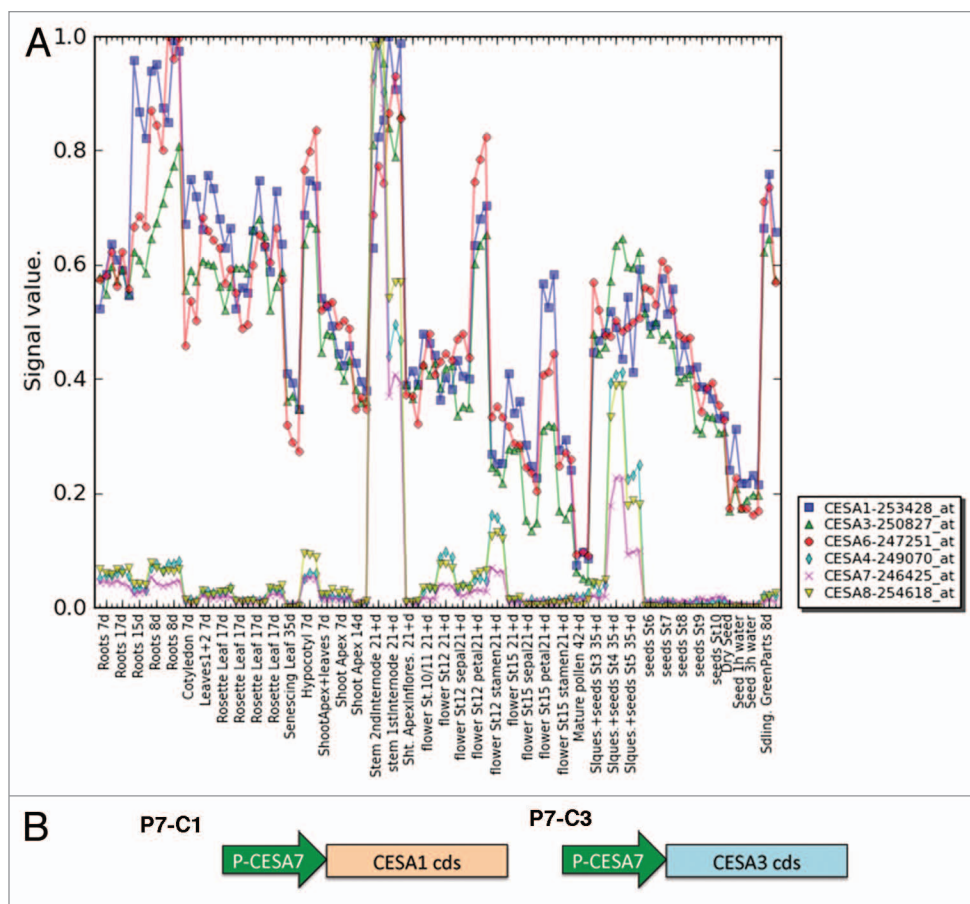 A
Signal value.
1.0
0.8
0.6
0.4
0.2
0.0
Roots 7d
Roots 17d
Roots 15d
Roots 8d
Roots 8d
Cotyledon 7d
Leaves1+2 7d
Rosette Leaf 17d
Rosette Leaf 17d
Rosette Leaf 17d
Rosette Leaf 17d
Senescing Leaf 35d
Hypocotyl 7d
ShootApex+leaves 7d
Shoot Apex 7d
Shoot Apex 14d
Stem 2ndInternode 21+d
stem 1stInternode 21+d
Sht. ApexInflores. 21+d
flower St.10/11 21+d
flower St12 21+d
flower St12 sepal21+d
flower St12 petal21+d
flower St12 stamen21+d
flower St15 21+d
flower St15 sepal21+d
flower St15 petal21+d
flower St15 stamen21+d
Mature pollen 42+d
Slques.+seeds St3 35+d
Slques.+seeds St4 35+d
Slques.+seeds St5 35+d
seeds St6
seeds St7
seeds St8
seeds St9
seeds St10
Dry Seed
Seed 1h water
Seed 3h water
Sdling. GreenParts 8d
CESA1-253428_at
CESA3-250827_at
CESA6-247251_at
CESA4-249070_at
CESA7-246425_at
CESA8-254618_at
B
P7-C1
P-CESA7
CESA1 cds
P7-C3
P-CESA7
CESA3 cds